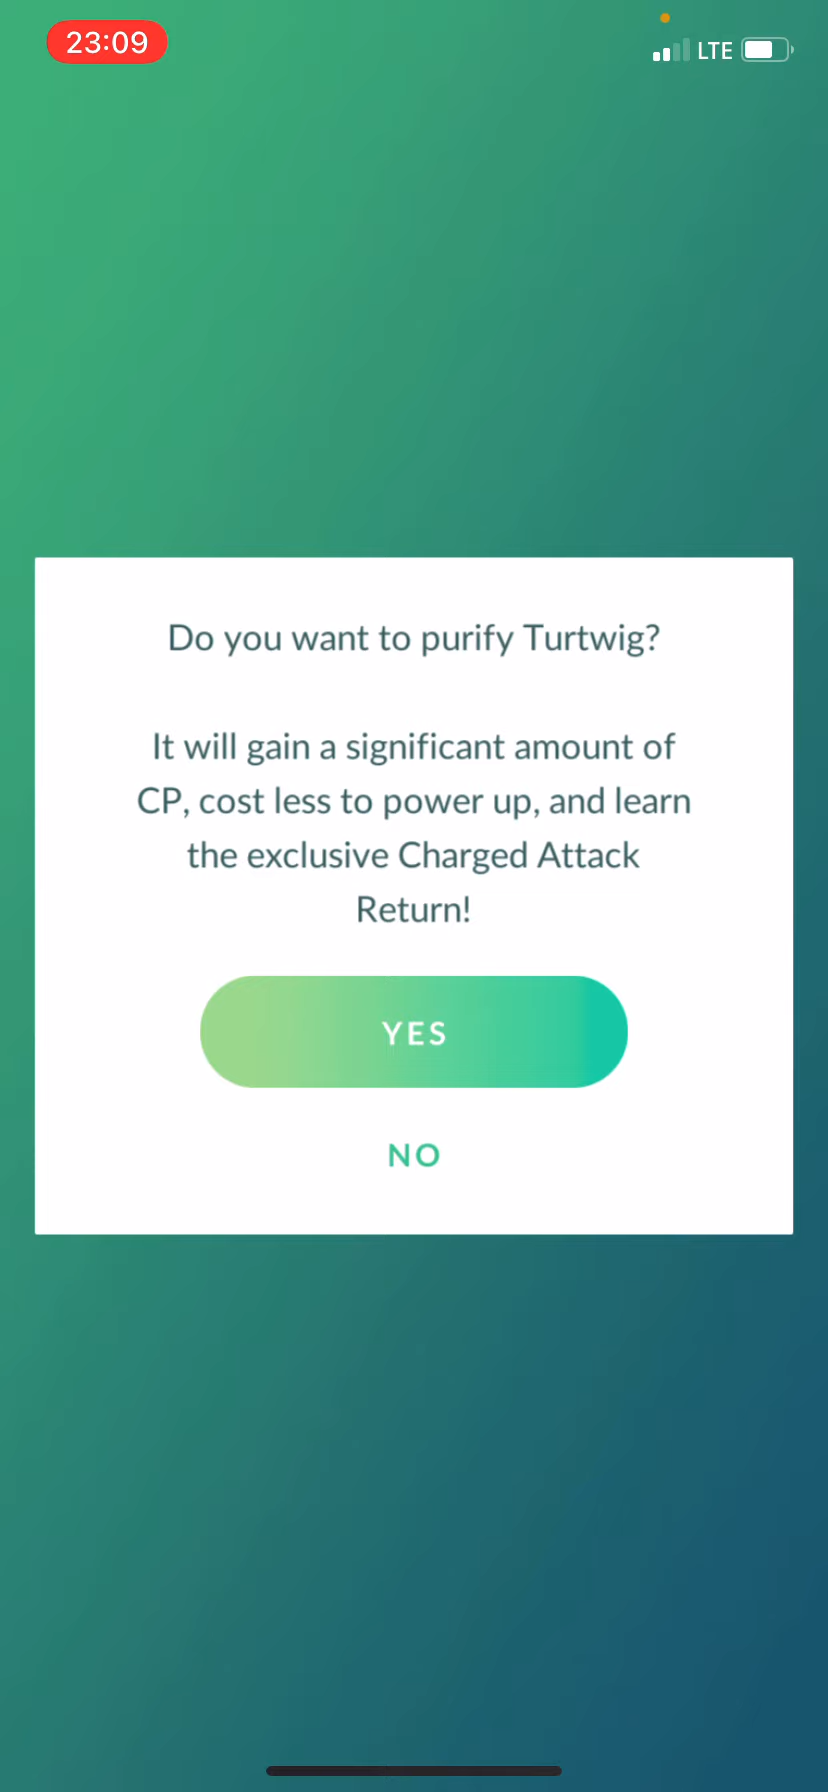 23:09
LTE
Do you want to purify Turtwig?
It will gain a significant amount of
CP, cost less to power up, and learn
the exclusive Charged Attack
Return!
YES
NO